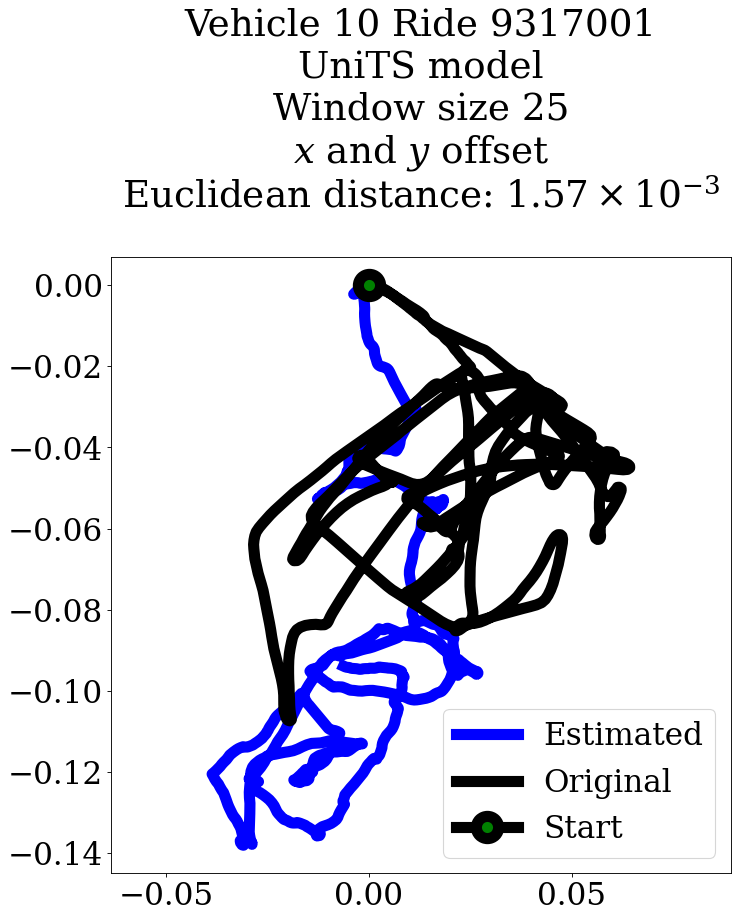 Vehicle 10 Ride 9317001
UniTS model
Window size 25
x and y offset
Euclidean distance: 1.57 × 10⁻³
0.00
−0.02
−0.04
−0.06
−0.08
−0.10
−0.12
−0.14
−0.05 0.00 0.05
Estimated
Original
Start